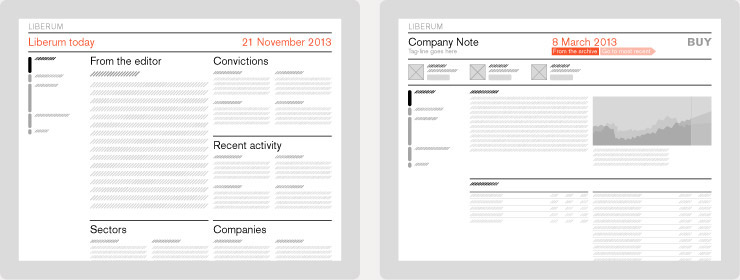 LIBERUM
Liberum today 21 November 2013
From the editor
Convictions
Recent activity
Sectors
Companies
LIBERUM
Company Note 8 March 2013 BUY
Tag-line goes here
From the archive Go to most recent